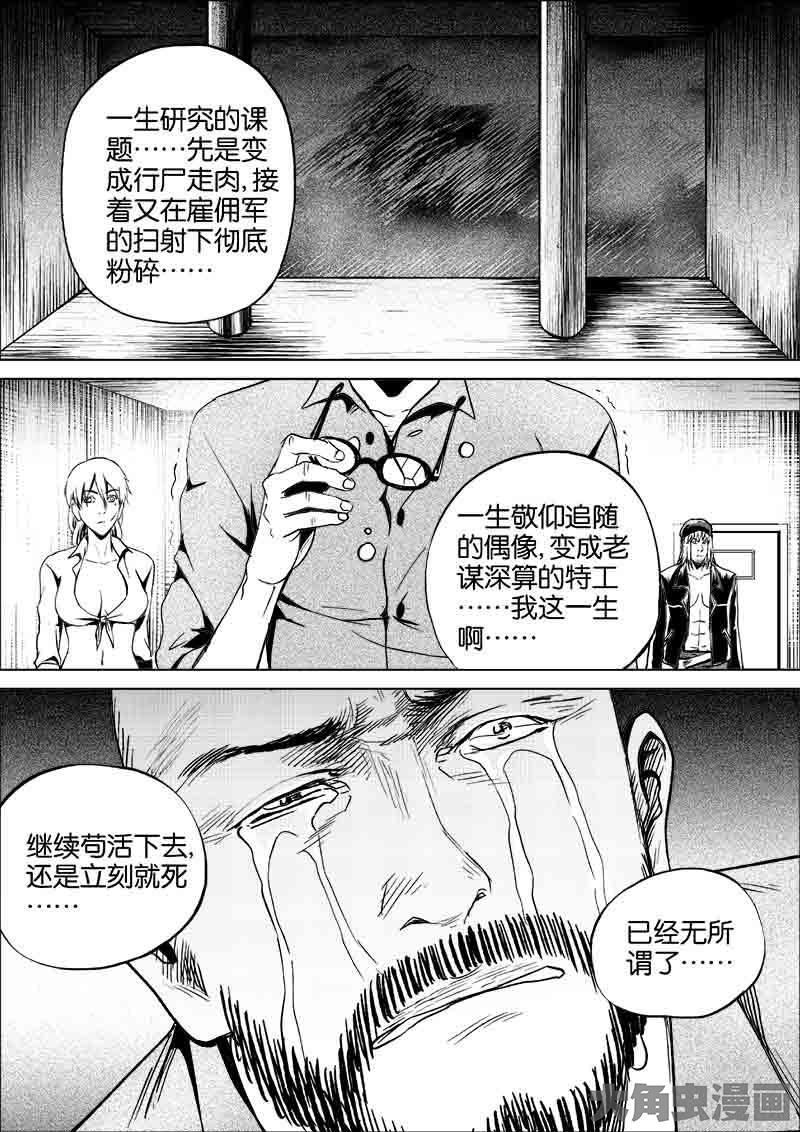 一生研究的课
题……先是变
成行尸走肉,接
着又在雇佣军
的扫射下彻底
粉碎……
一生敬仰追随
的偶像,变成老
谋深算的特工
……我这一生
啊……
继续苟活下去,
还是立刻就死
……
已经无所
谓了……
火角虫漫画